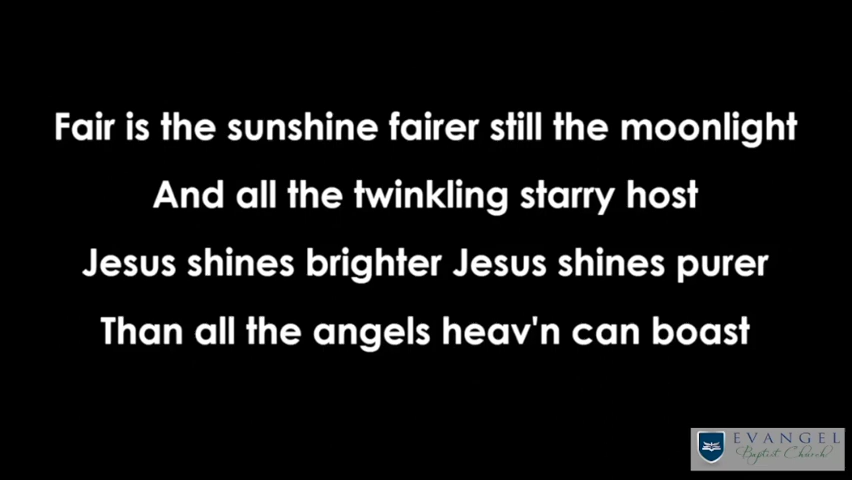 Fair is the sunshine fairer still the moonlight
And all the twinkling starry host
Jesus shines brighter Jesus shines purer
Than all the angels heav'n can boast
EVANGEL
Baptist Church